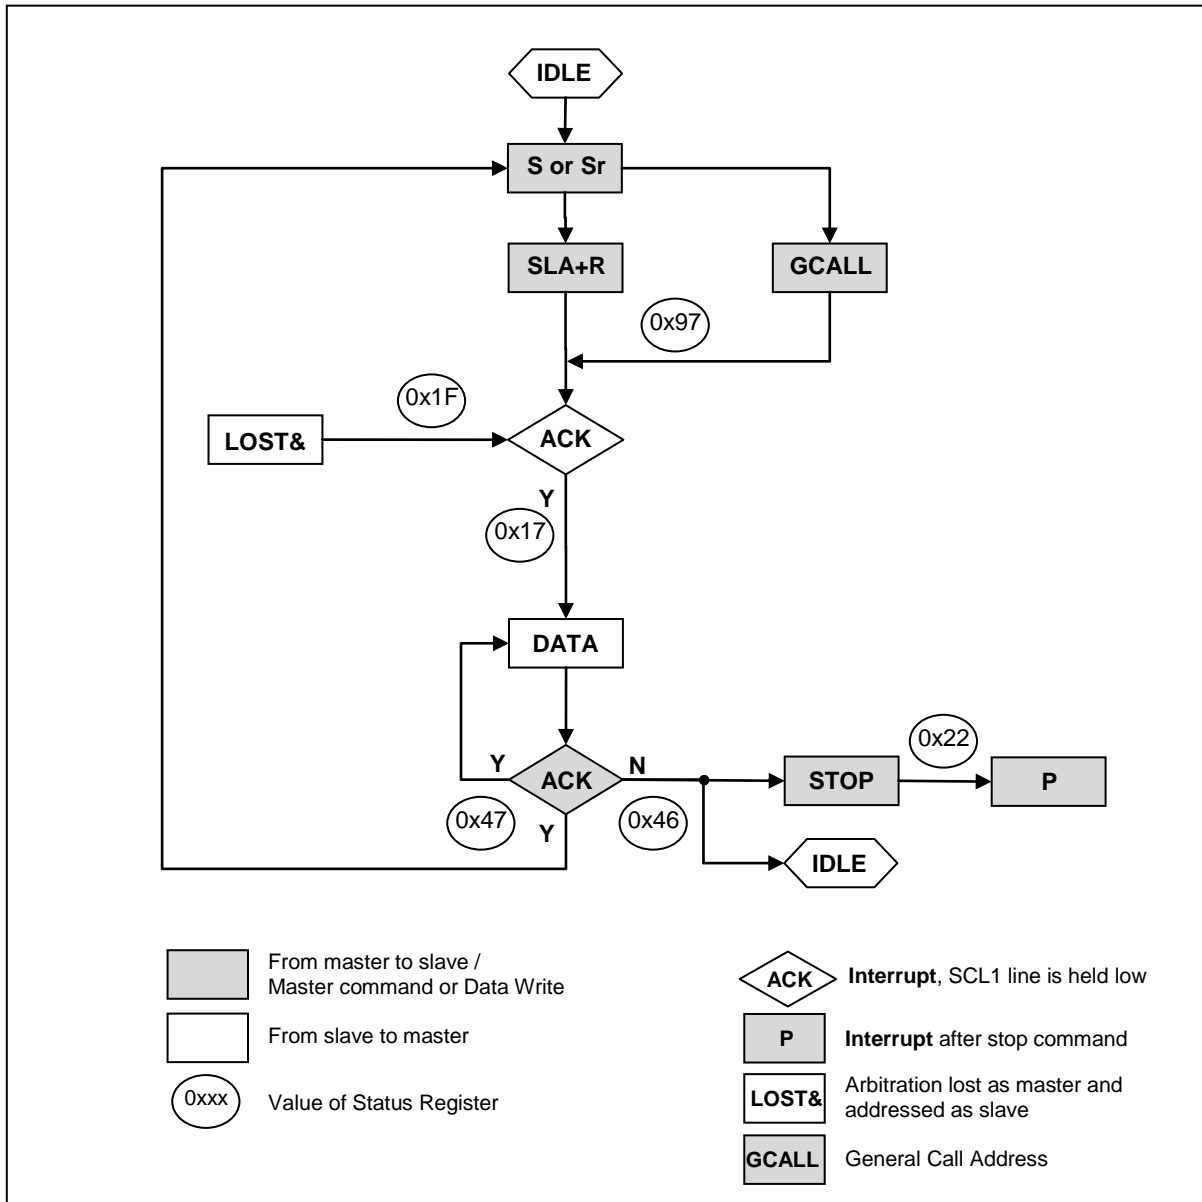 IDLE
S or Sr
SLA+R
GCALL
0x97
0x1F
LOST&
ACK
Y
0x17
DATA
0x22
Y
ACK
N
STOP
P
0x47
Y
0x46
IDLE
From master to slave /
Master command or Data Write
From slave to master
0xxx
Value of Status Register
ACK
Interrupt, SCL1 line is held low
P
Interrupt after stop command
LOST&
Arbitration lost as master and
addressed as slave
GCALL
General Call Address